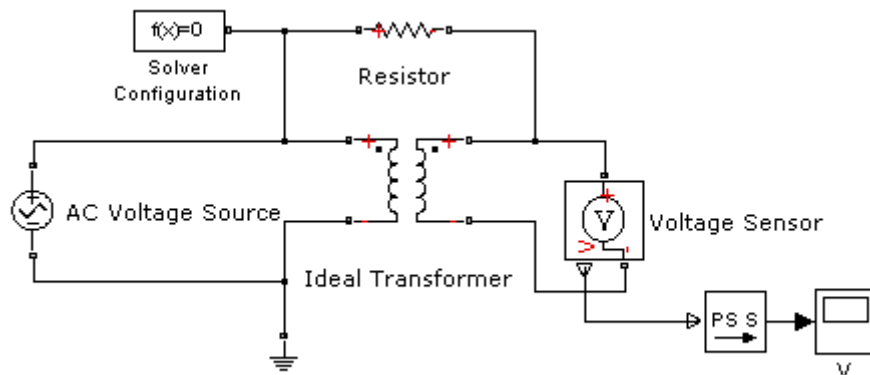 f(x)=0
Solver
Configuration
Resistor
AC Voltage Source
Ideal Transformer
V
V
Voltage Sensor
PS S
V